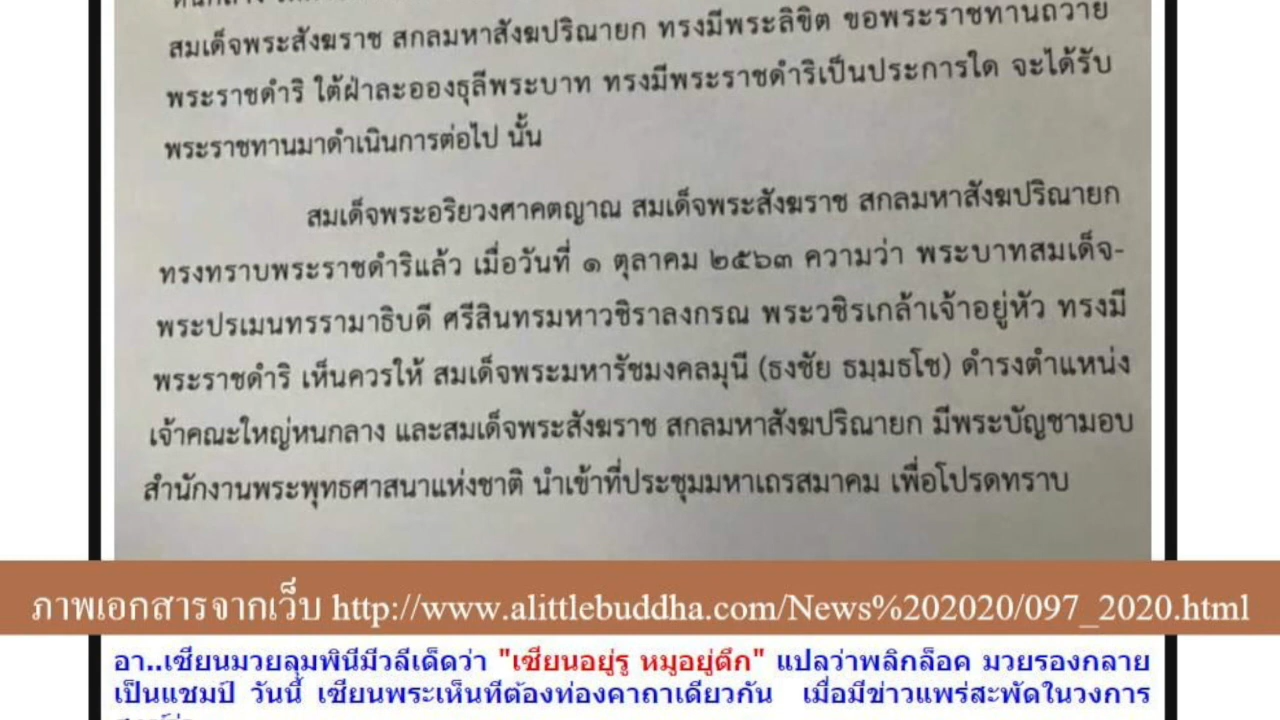 สมเด็จพระสังฆราช สกลมหาสังฆปริณายก ทรงมีพระลิขิต ขอพระราชทานถวาย
พระราชดำริ ใต้ฝ่าละอองธุลีพระบาท ทรงมีพระราชดำริเป็นประการใด จะได้รับ
พระราชทานมาดำเนินการต่อไป นั้น
สมเด็จพระอริยวงศาคตญาณ สมเด็จพระสังฆราช สกลมหาสังฆปริณายก
ทรงทราบพระราชดำริแล้ว เมื่อวันที่ ๑ ตุลาคม ๒๕๖๓ ความว่า พระบาทสมเด็จ-
พระปรเมนทรรามาธิบดี ศรีสินทรมหาวชิราลงกรณ พระวชิรเกล้าเจ้าอยู่หัว ทรงมี
พระราชดำริ เห็นควรให้ สมเด็จพระมหารัชมงคลมุนี (ธงชัย ธมฺมธโช) ดำรงตำแหน่ง
เจ้าคณะใหญ่หนกลาง และสมเด็จพระสังฆราช สกลมหาสังฆปริณายก มีพระบัญชามอบ
สำนักงานพระพุทธศาสนาแห่งชาติ นำเข้าที่ประชุมมหาเถรสมาคม เพื่อโปรดทราบ
ภาพเอกสารจากเว็บ http://www.alittlebuddha.com/News%202020/097_2020.html
อา..เซียนมวยลุมพินีมีวลีเด็ดว่า "เซียนอยู่รู หมูอยู่ตึก" แปลว่าพลิกล็อค มวยรองกลาย
เป็นแชมป์ วันนี้ เซียนพระเห็นทีต้องท่องคาถาเดียวกัน เมื่อมีข่าวแพร่สะพัดในวงการ